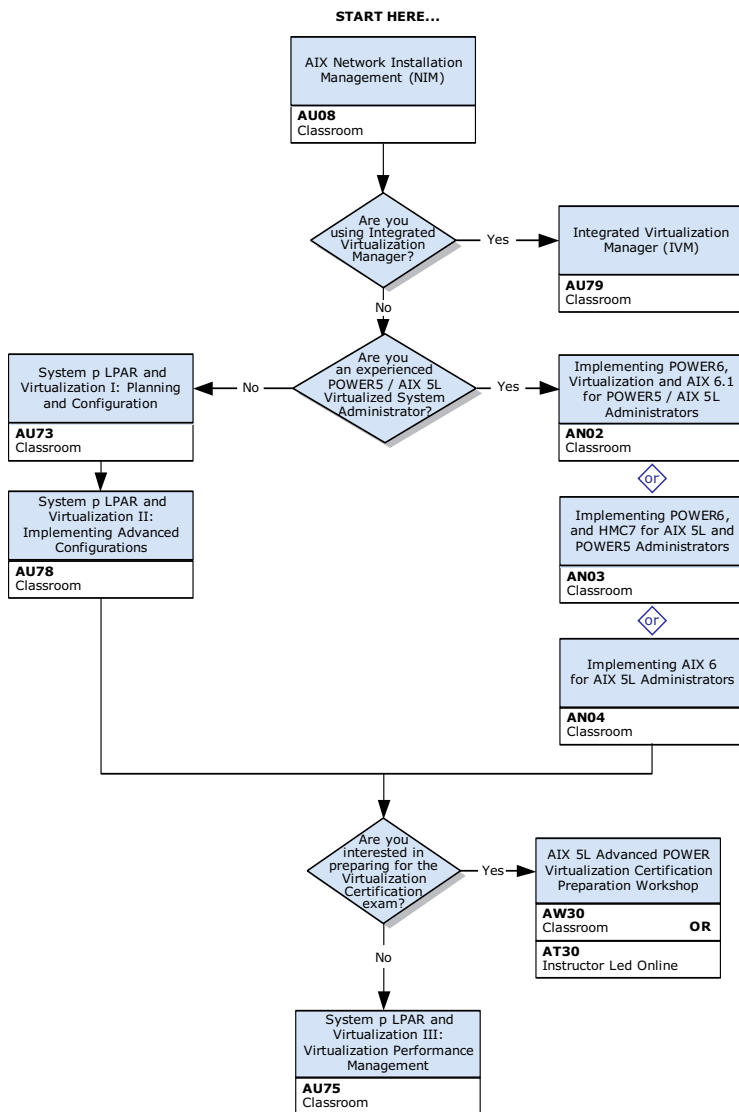 START HERE...
AIX Network Installation
Management (NIM)
AU08
Classroom
Are you
using Integrated
Virtualization
Manager?
Yes
Integrated Virtualization
Manager (IVM)
AU79
Classroom
No
Are you
an experienced
POWER5 / AIX 5L
Virtualized System
Administrator?
No
System p LPAR and
Virtualization I: Planning
and Configuration
AU73
Classroom
System p LPAR and
Virtualization II:
Implementing Advanced
Configurations
AU78
Classroom
Yes
Implementing POWER6,
Virtualization and AIX 6.1
for POWER5 / AIX 5L
Administrators
AN02
Classroom
or
Implementing POWER6,
and HMC7 for AIX 5L and
POWER5 Administrators
AN03
Classroom
or
Implementing AIX 6
for AIX 5L Administrators
AN04
Classroom
Are you
interested in
preparing for the
Virtualization
Certification
exam?
Yes
AIX 5L Advanced POWER
Virtualization Certification
Preparation Workshop
AW30
Classroom OR
AT30
Instructor Led Online
No
System p LPAR and
Virtualization III:
Virtualization Performance
Management
AU75
Classroom